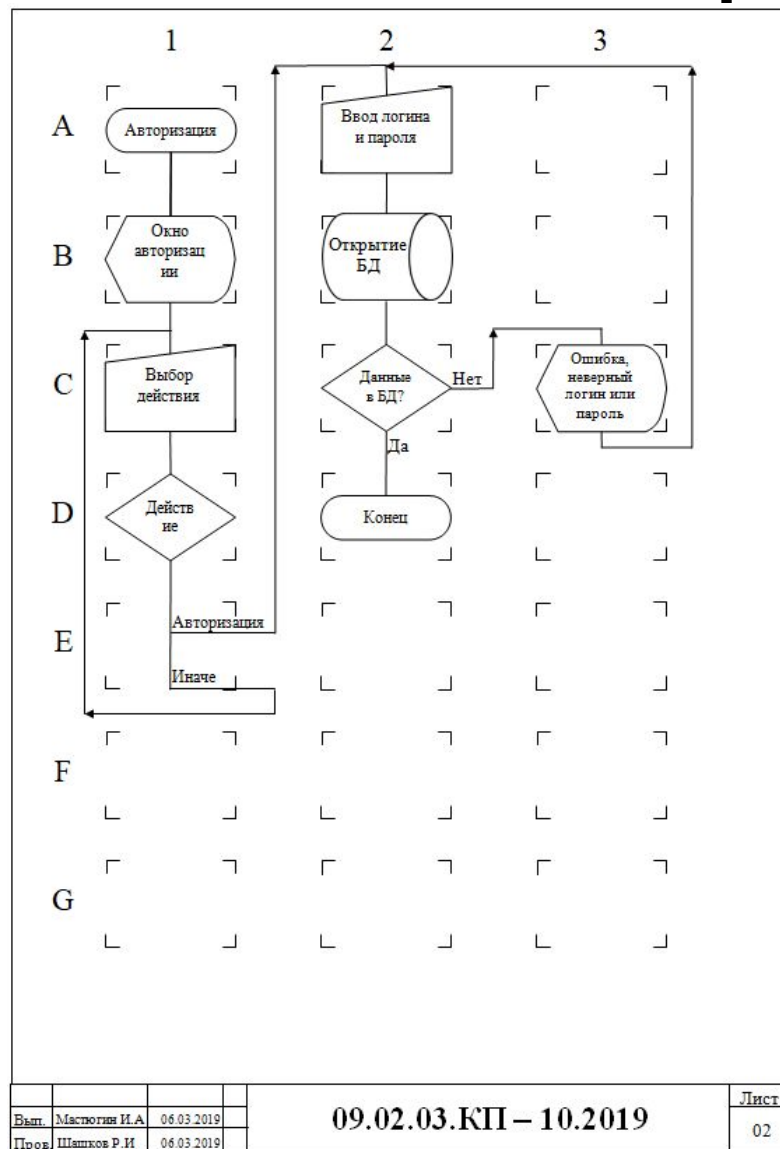 1 2 3
A
Авторизация
Ввод логина
и пароля
B
Окно
авторизац
ии
Открытие
БД
C
Выбор
действия
Данные
в БД?
Нет
Ошибка,
неверный
логин или
пароль
Да
D
Действ
ие
Конец
E
Авторизация
Иначе
F
G
Вып. Мастюгин И.А 06.03.2019
Пров. Шашков Р.И 06.03.2019
09.02.03.КП – 10.2019
Лист
02